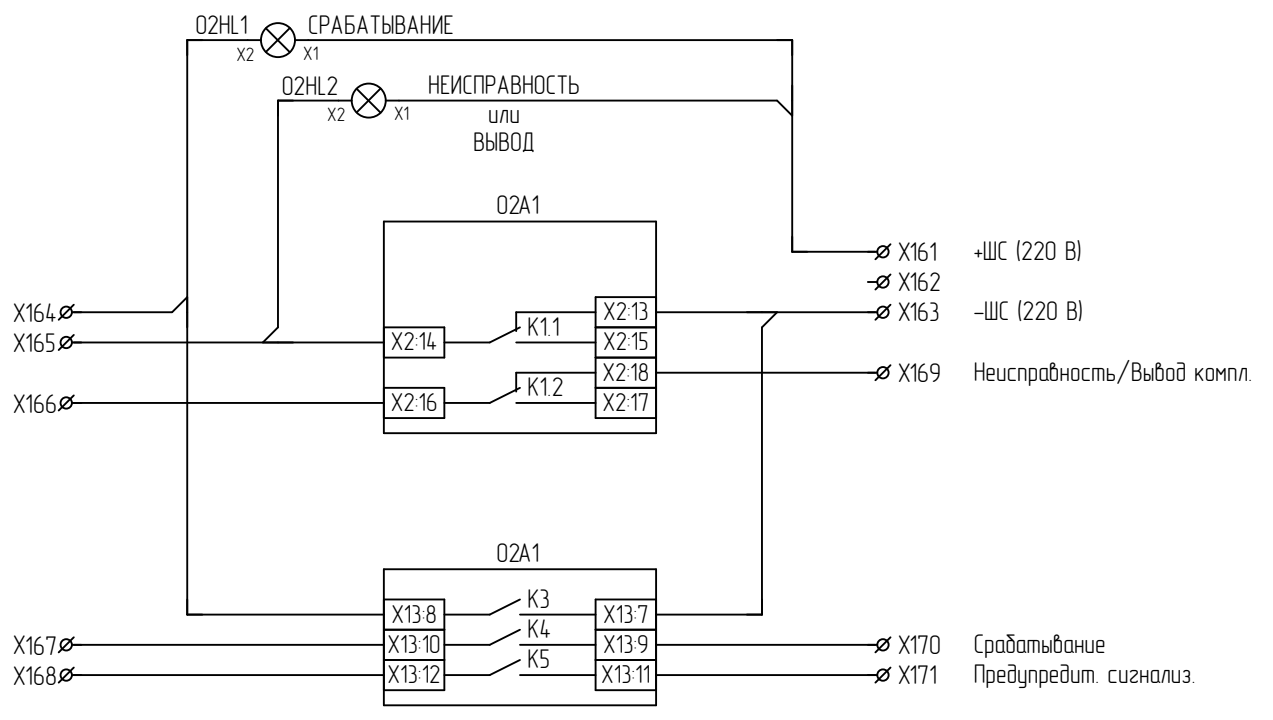 02HL1 СРАБАТЫВАНИЕ
X2 X1
02HL2 НЕИСПРАВНОСТЬ
X2 X1 или
ВЫВОД
02A1
X161 +ШС (220 В)
X162
X164 X2:13 X163 –ШС (220 В)
K1.1
X165 X2:14 X2:15
X2:18 X169 Неисправность/Вывод компл.
K1.2
X166 X2:16 X2:17
02A1
K3
X13:8 X13:7
K4
X167 X13:10 X13:9 X170 Срабатывание
K5
X168 X13:12 X13:11 X171 Предупредит. сигнализ.